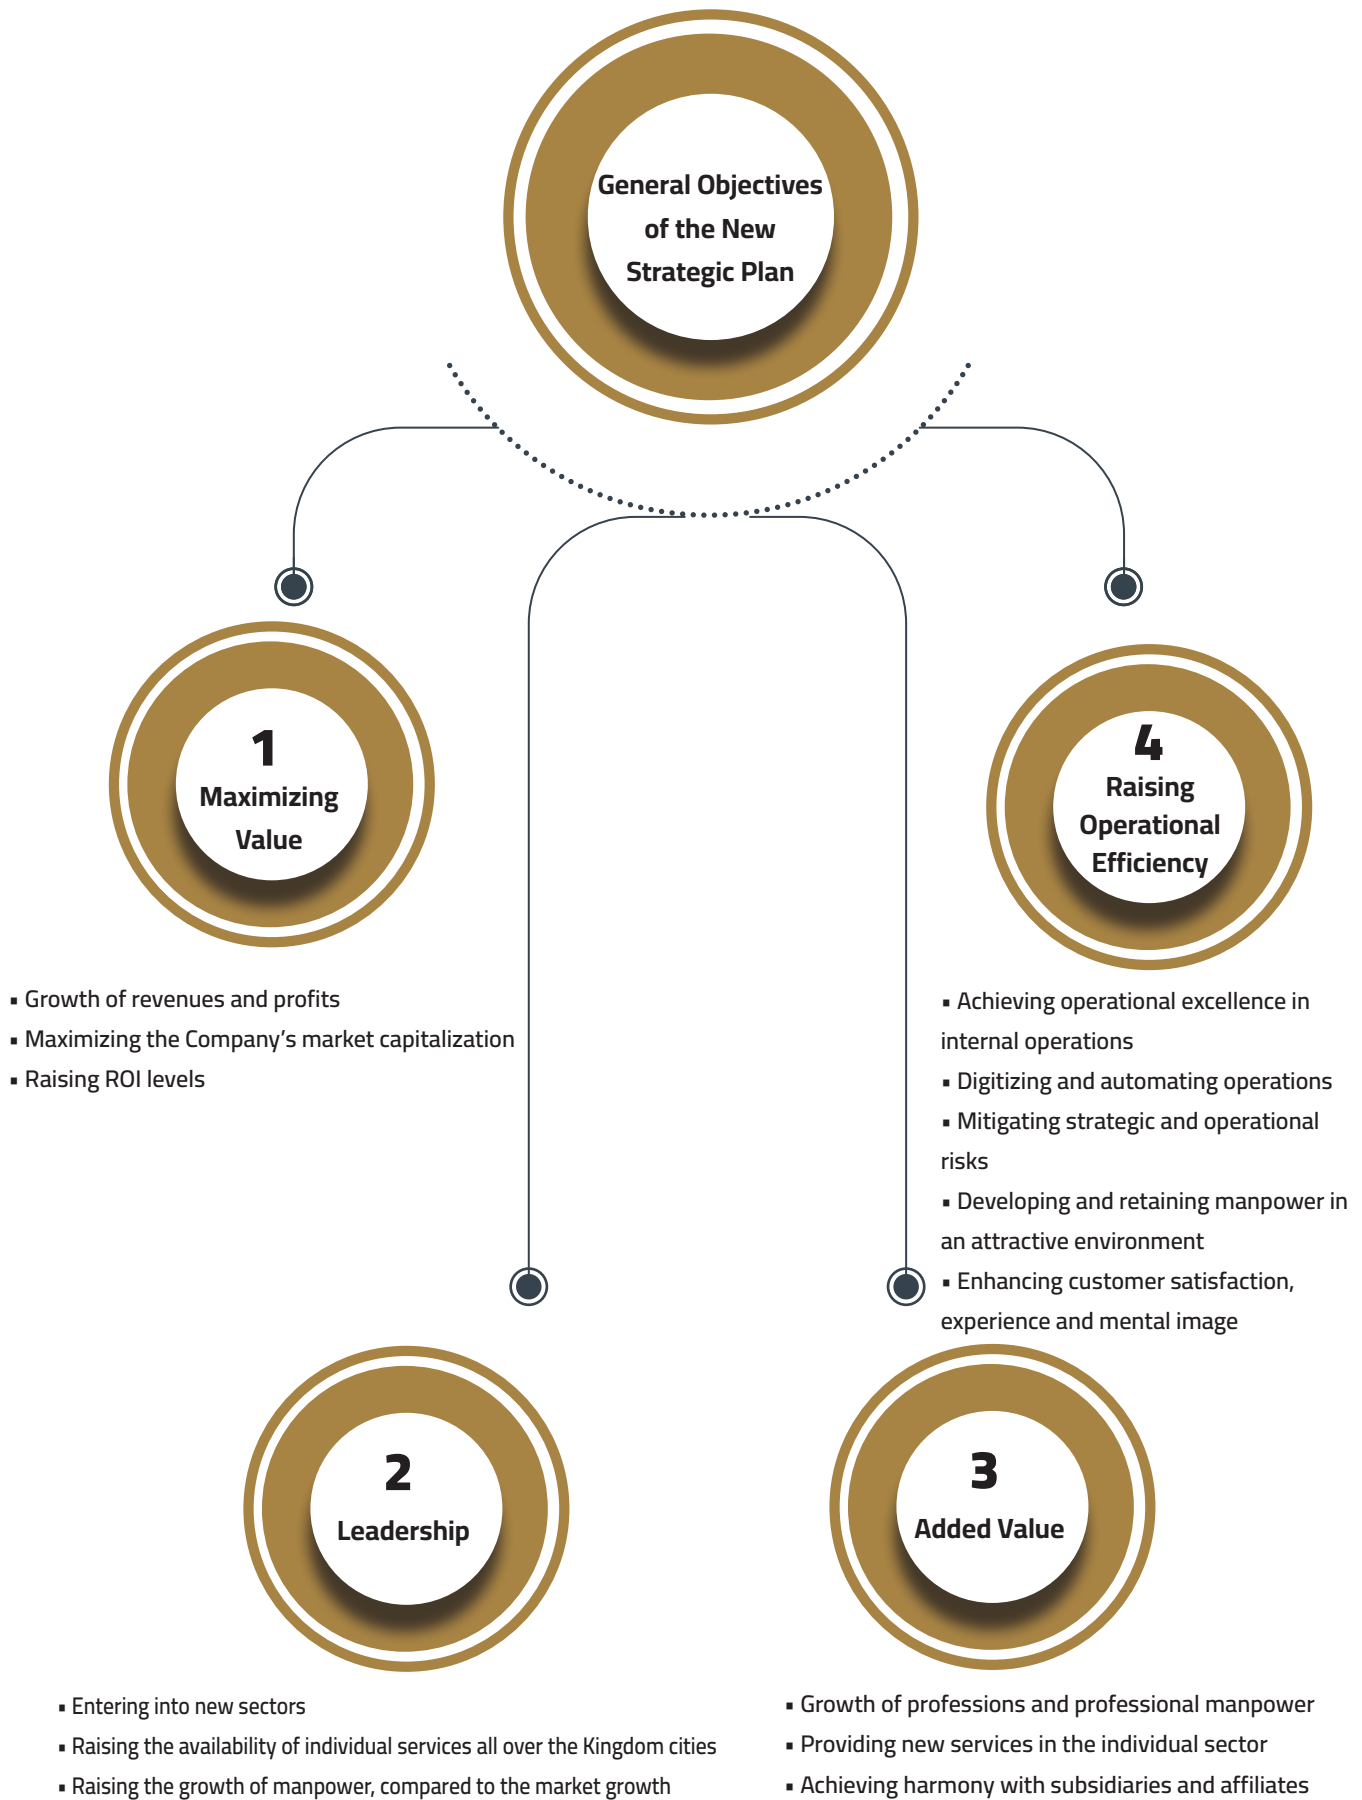 General Objectives
of the New
Strategic Plan
1
Maximizing
Value
▪ Growth of revenues and profits
▪ Maximizing the Company’s market capitalization
▪ Raising ROI levels
4
Raising
Operational
Efficiency
▪ Achieving operational excellence in
internal operations
▪ Digitizing and automating operations
▪ Mitigating strategic and operational
risks
▪ Developing and retaining manpower in
an attractive environment
▪ Enhancing customer satisfaction,
experience and mental image
2
Leadership
▪ Entering into new sectors
▪ Raising the availability of individual services all over the Kingdom cities
▪ Raising the growth of manpower, compared to the market growth
3
Added Value
▪ Growth of professions and professional manpower
▪ Providing new services in the individual sector
▪ Achieving harmony with subsidiaries and affiliates